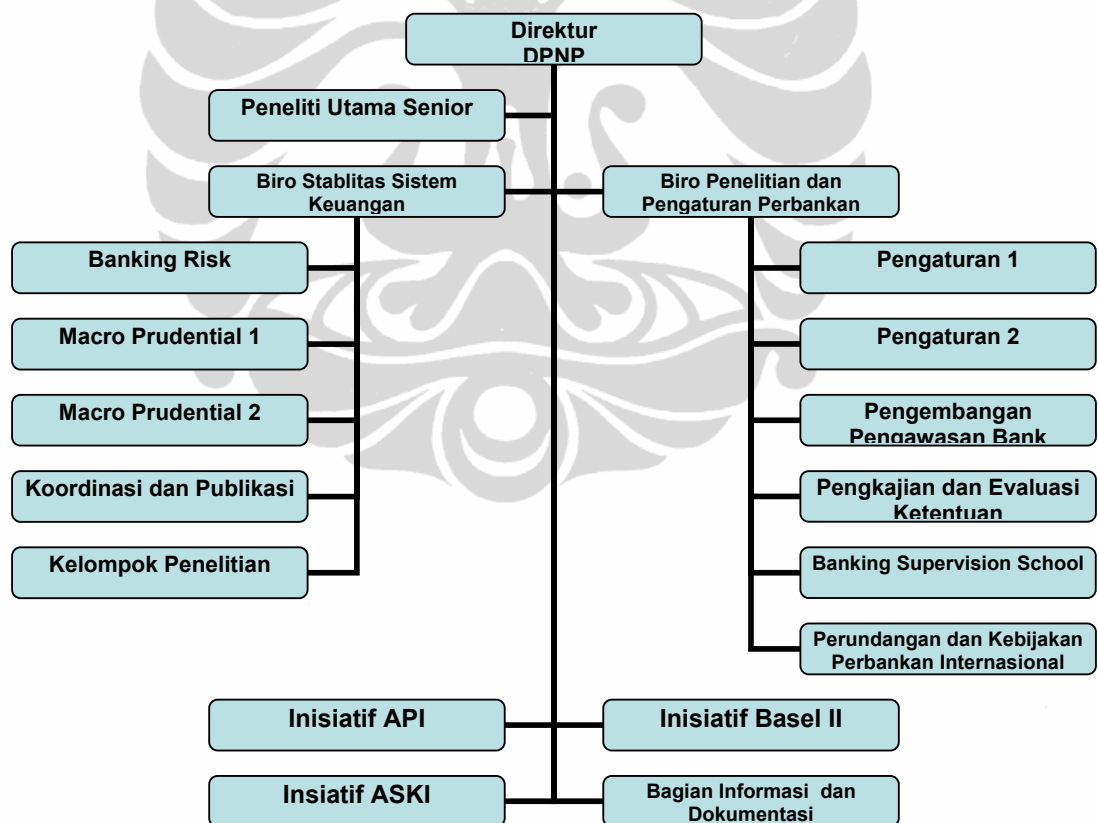 Direktur
DPNP
Peneliti Utama Senior
Biro Stablitas Sistem
Keuangan
Biro Penelitian dan
Pengaturan Perbankan
Banking Risk
Macro Prudential 1
Macro Prudential 2
Koordinasi dan Publikasi
Kelompok Penelitian
Pengaturan 1
Pengaturan 2
Pengembangan
Pengawasan Bank
Pengkajian dan Evaluasi
Ketentuan
Banking Supervision School
Perundangan dan Kebijakan
Perbankan Internasional
Inisiatif API
Inisiatif Basel II
Insiatif ASKI
Bagian Informasi dan
Dokumentasi